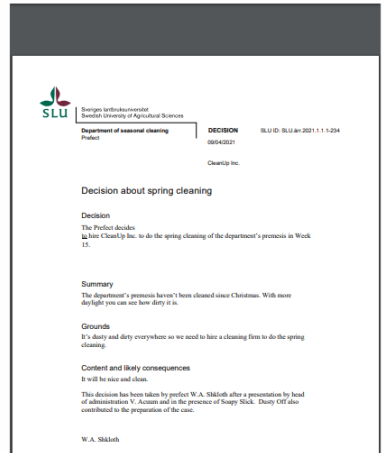 SLU
Sveriges lantbruksuniversitet
Swedish University of Agricultural Sciences
Department of seasonal cleaning
Prefect
DECISION
SLU ID: SLU.änr.2021.1.1.1-234
09/04/2021
CleanUp Inc.
Decision about spring cleaning
Decision
The Prefect decides
to hire CleanUp Inc. to do the spring cleaning of the department's premesis in Week
15.
Summary
The department's premesis haven't been cleaned since Christmas. With more
daylight you can see how dirty it is.
Grounds
It's dusty and dirty everywhere so we need to hire a cleaning firm to do the spring
cleaning.
Content and likely consequences
It will be nice and clean.
This decision has been taken by prefect W.A. Shkloth after a presentation by head
of administration V. Acuum and in the presence of Soapy Slick.  Dusty Off also
contributed to the preparation of the case.
W.A. Shkloth